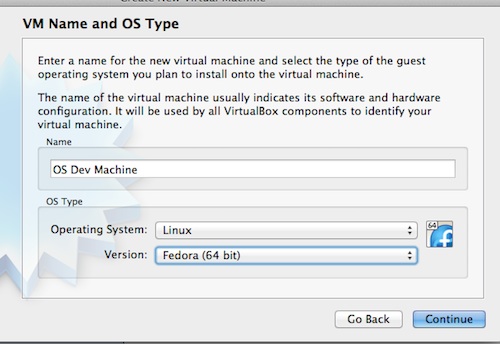 Create New Virtual Machine
VM Name and OS Type
Enter a name for the new virtual machine and select the type of the guest
operating system you plan to install onto the virtual machine.
The name of the virtual machine usually indicates its software and hardware
configuration. It will be used by all VirtualBox components to identify your
virtual machine.
Name
OS Dev Machine
OS Type
Operating System: Linux
64
Version: Fedora (64 bit)
Go Back Continue